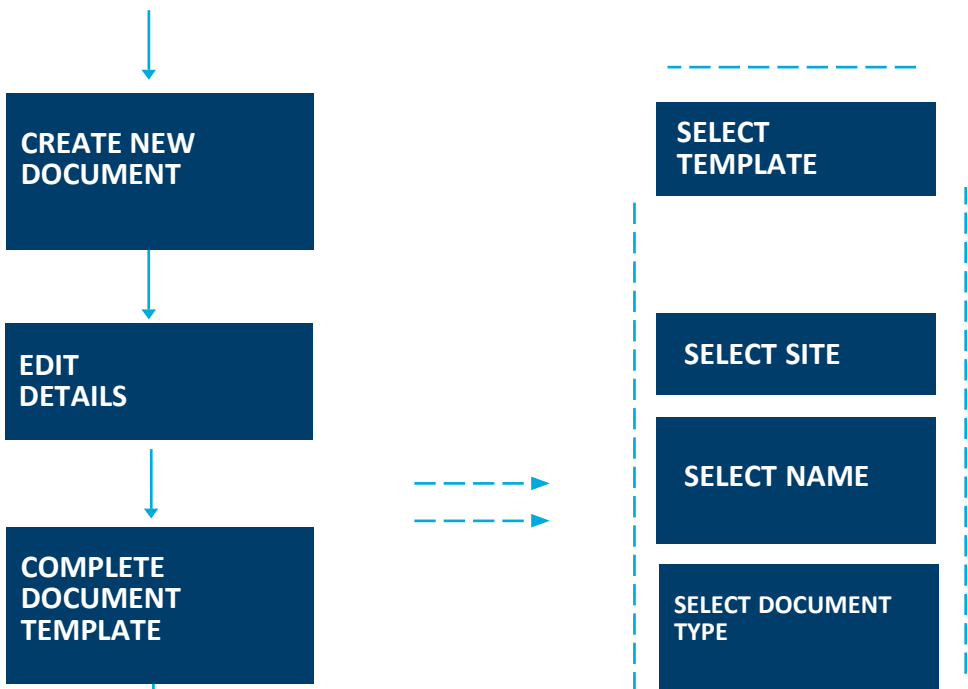 CREATE NEW
DOCUMENT
EDIT
DETAILS
COMPLETE
DOCUMENT
TEMPLATE
SELECT
TEMPLATE
SELECT SITE
SELECT NAME
SELECT DOCUMENT
TYPE